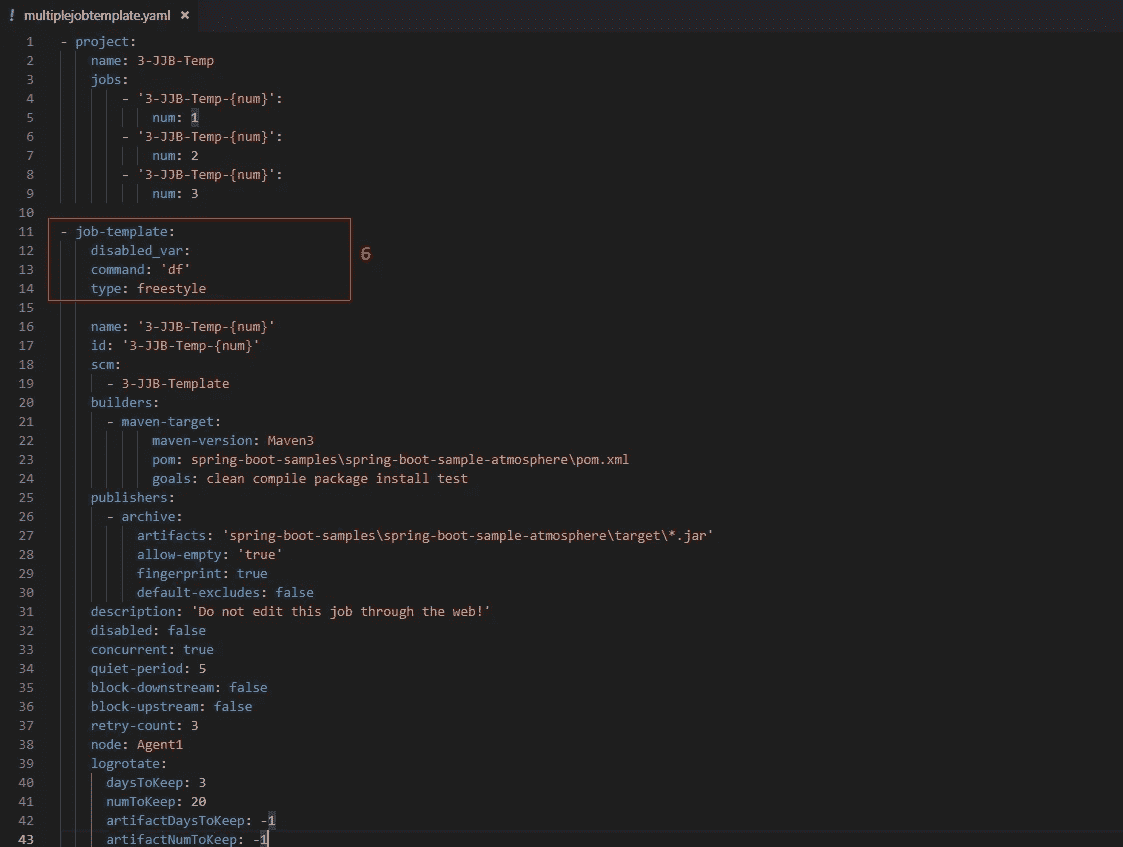 ! multiplejobtemplate.yaml ×
1 - project:
2 name: 3-JJB-Temp
3 jobs:
4 - '3-JJB-Temp-{num}':
5 num: 1
6 - '3-JJB-Temp-{num}':
7 num: 2
8 - '3-JJB-Temp-{num}':
9 num: 3
10
11 - job-template:
12 disabled_var:
13 command: 'df'
14 type: freestyle
6
15
16 name: '3-JJB-Temp-{num}'
17 id: '3-JJB-Temp-{num}'
18 scm:
19 - 3-JJB-Template
20 builders:
21 - maven-target:
22 maven-version: Maven3
23 pom: spring-boot-samples\spring-boot-sample-atmosphere\pom.xml
24 goals: clean compile package install test
25 publishers:
26 - archive:
27 artifacts: 'spring-boot-samples\spring-boot-sample-atmosphere\target\*.jar'
28 allow-empty: 'true'
29 fingerprint: true
30 default-excludes: false
31 description: 'Do not edit this job through the web!'
32 disabled: false
33 concurrent: true
34 quiet-period: 5
35 block-downstream: false
36 block-upstream: false
37 retry-count: 3
38 node: Agent1
39 logrotate:
40 daysToKeep: 3
41 numToKeep: 20
42 artifactDaysToKeep: -1
43 artifactNumToKeep: -1